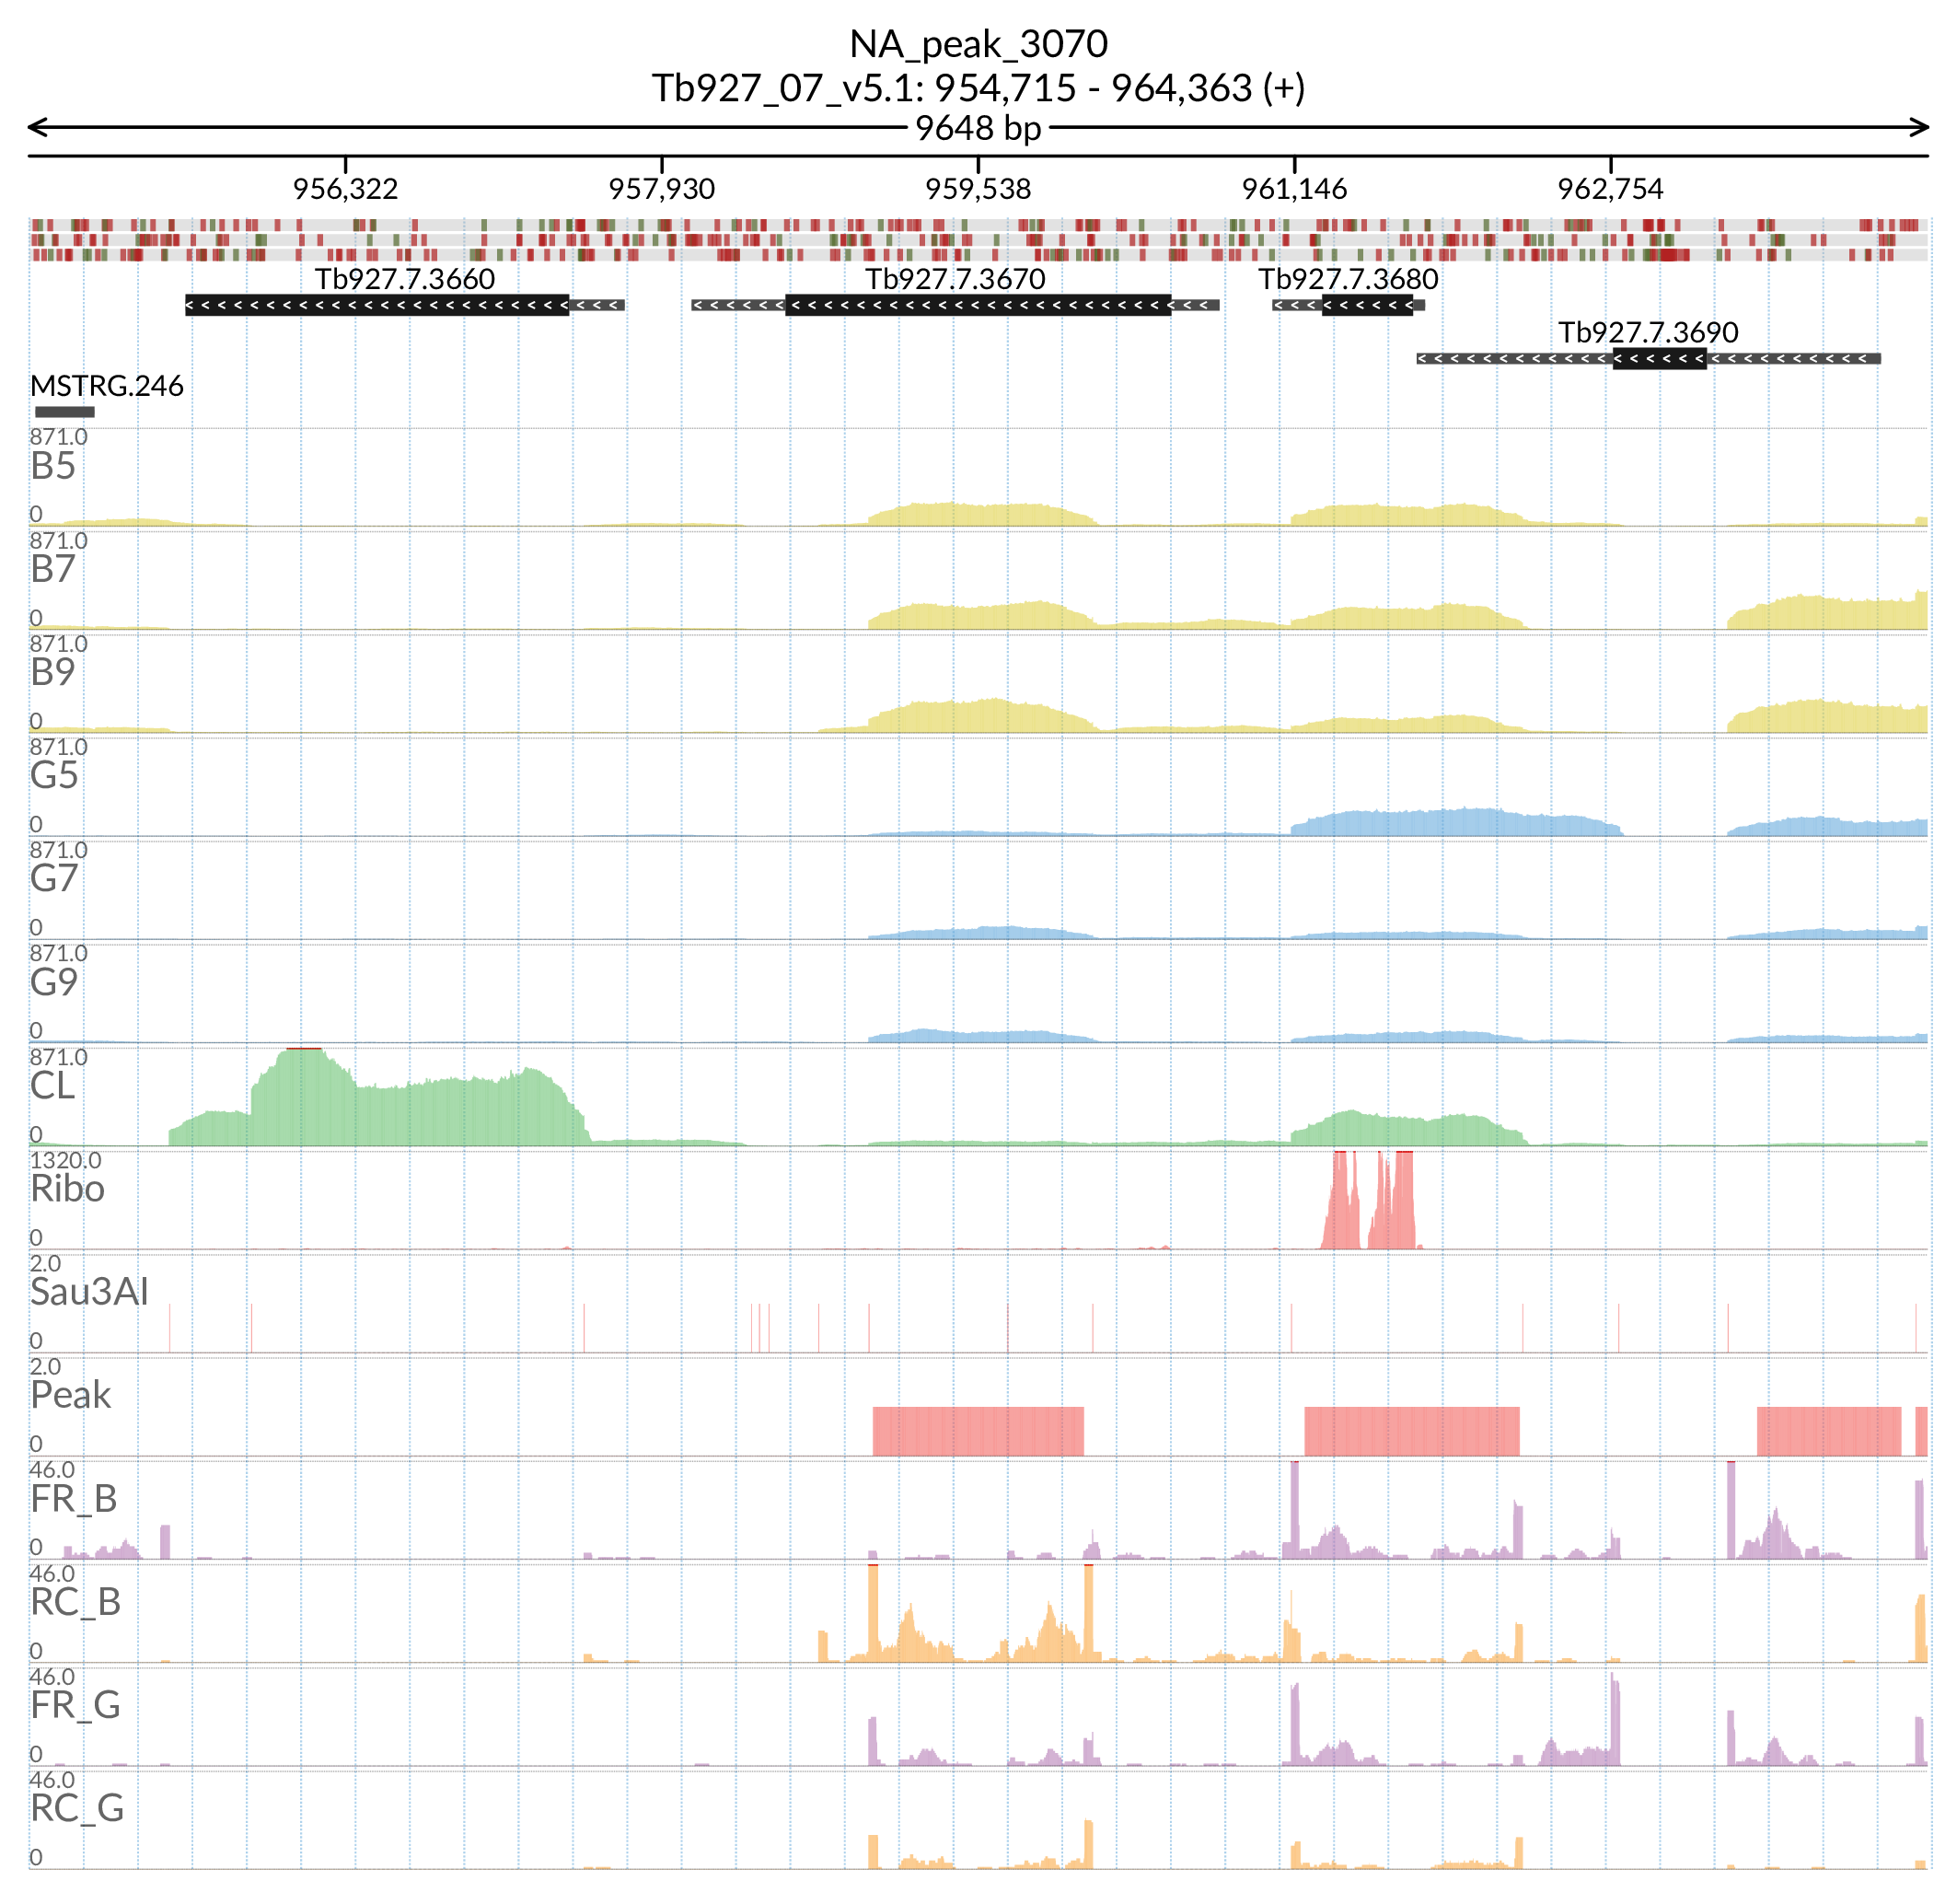 NA_peak_3070
Tb927_07_v5.1: 954,715 - 964,363 (+)
9648 bp
956,322 957,930 959,538 961,146 962,754
Tb927.7.3660 Tb927.7.3670 Tb927.7.3680
Tb927.7.3690
MSTRG.246
871.0
B5
0
871.0
B7
0
871.0
B9
0
871.0
G5
0
871.0
G7
0
871.0
G9
0
871.0
CL
0
1320.0
Ribo
0
2.0
Sau3AI
0
2.0
Peak
0
46.0
FR_B
0
46.0
RC_B
0
46.0
FR_G
0
46.0
RC_G
0